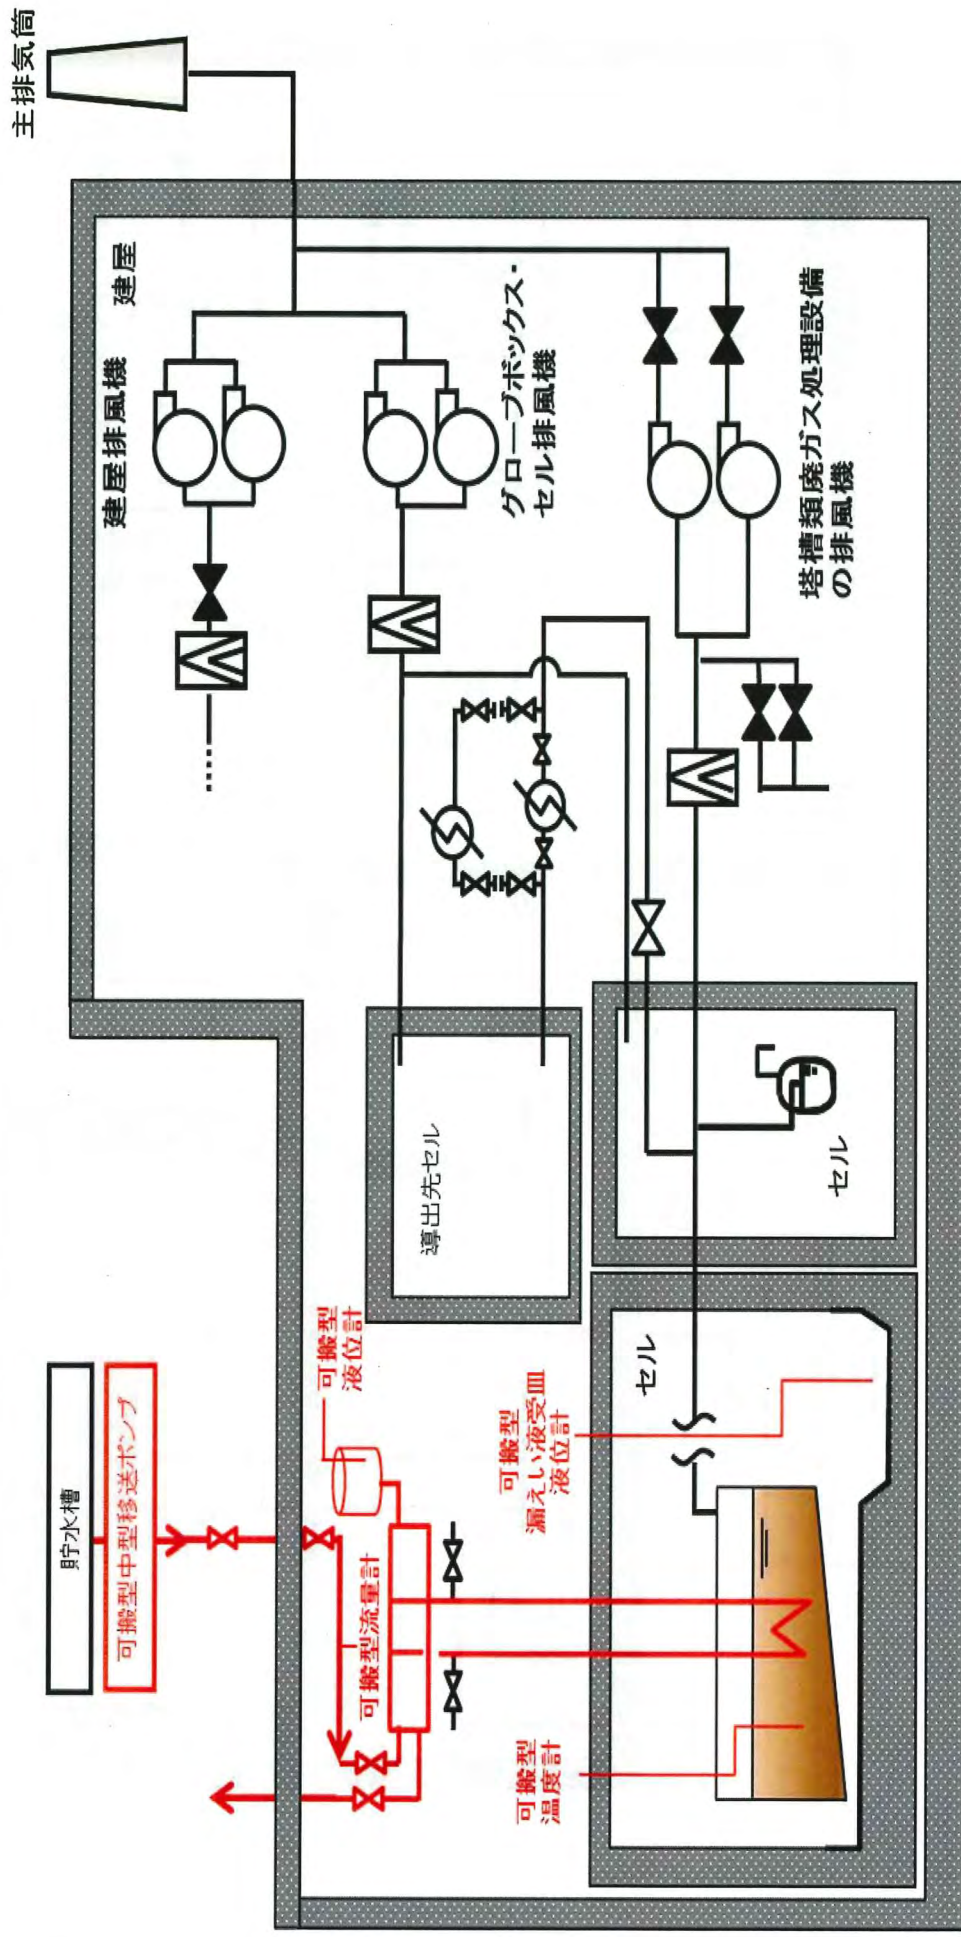 貯水槽
可搬型中型移送ポンプ
可搬型
液位計
可搬型流量計
可搬型
温度計
可搬型
漏えい液受皿
液位計
セル
導出先セル
セル
建屋排風機
建屋
グローブボックス・
セル排風機
塔槽類廃ガス処理設備
の排風機
主排気筒